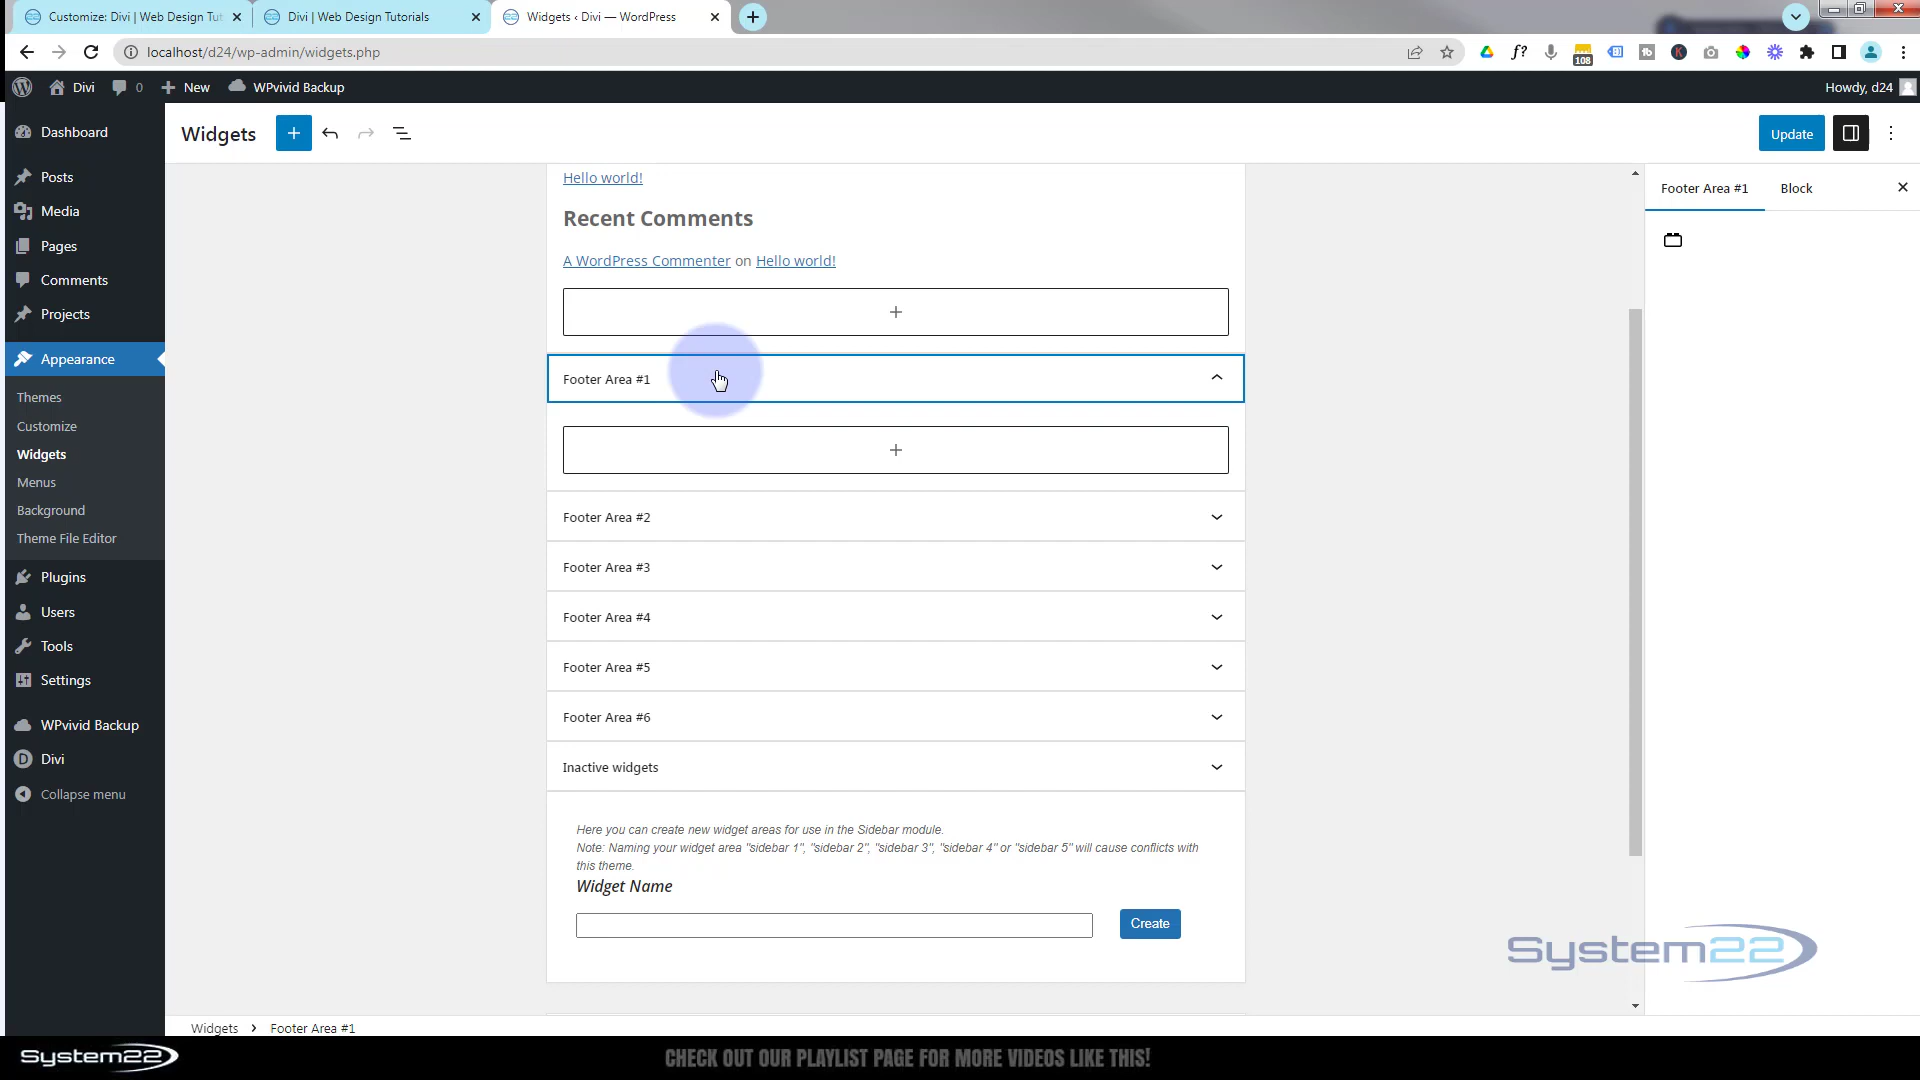 Customize: Divi | Web Design Tut
Divi | Web Design Tutorials
Widgets ‹ Divi — WordPress
localhost/d24/wp-admin/widgets.php
108
Divi
0
New
WPvivid Backup
Howdy, d24
Dashboard
Posts
Media
Pages
Comments
Projects
Appearance
Themes
Customize
Widgets
Menus
Background
Theme File Editor
Plugins
Users
Tools
Settings
WPvivid Backup
Divi
Collapse menu
Widgets
Update
Hello world!
Recent Comments
A WordPress Commenter on Hello world!
Footer Area #1
Footer Area #2
Footer Area #3
Footer Area #4
Footer Area #5
Footer Area #6
Inactive widgets
Here you can create new widget areas for use in the Sidebar module.
Note: Naming your widget area "sidebar 1", "sidebar 2", "sidebar 3", "sidebar 4" or "sidebar 5" will cause conflicts with
this theme.
Widget Name
Create
Footer Area #1
Block
System22
Widgets > Footer Area #1
System22
CHECK OUT OUR PLAYLIST PAGE FOR MORE VIDEOS LIKE THIS!